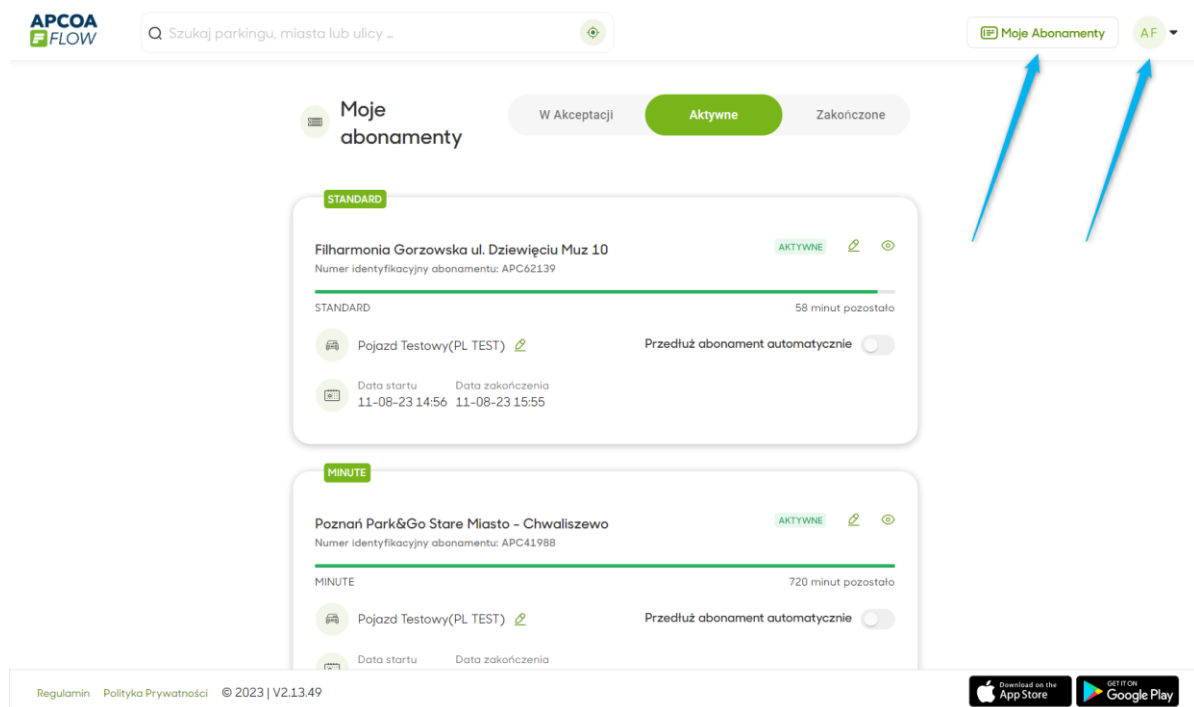 APCOA
FLOW
Szukaj parkingu, miasta lub ulicy ...
Moje Abonamenty
AF
Moje
abonamenty
W Akceptacji
Aktywne
Zakończone
STANDARD
Filharmonia Gorzowska ul. Dziewięciu Muz 10
AKTYWNE
Numer identyfikacyjny abonamentu: APC62139
STANDARD
58 minut pozostało
Pojazd Testowy(PL TEST)
Przedłuż abonament automatycznie
Data startu Data zakończenia
11-08-23 14:56 11-08-23 15:55
MINUTE
Poznań Park&Go Stare Miasto - Chwaliszewo
AKTYWNE
Numer identyfikacyjny abonamentu: APC41988
MINUTE
720 minut pozostało
Pojazd Testowy(PL TEST)
Przedłuż abonament automatycznie
Data startu Data zakończenia
Regulamin Polityka Prywatności © 2023 | V2.13.49
Download on the
App Store
GET IT ON
Google Play